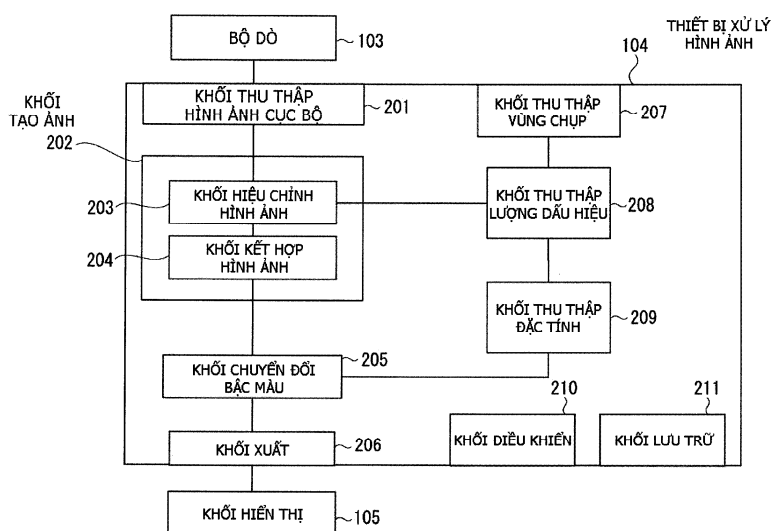 BỘ DÒ
103
THIẾT BỊ XỬ LÝ
HÌNH ẢNH
104
KHỐI
TẠO ẢNH
202
KHỐI THU THẬP
HÌNH ẢNH CỤC BỘ
201
KHỐI THU THẬP
VÙNG CHỤP
207
KHỐI HIỆU CHỈNH
HÌNH ẢNH
203
KHỐI THU THẬP
LƯỢNG DẤU HIỆU
208
KHỐI KẾT HỢP
HÌNH ẢNH
204
KHỐI THU THẬP
ĐẶC TÍNH
209
KHỐI CHUYỂN ĐỔI
BẬC MÀU
205
210
211
KHỐI XUẤT
206
KHỐI DIỀU KHIỂN
KHỐI LƯU TRỮ
KHỐI HIỂN THỊ
105